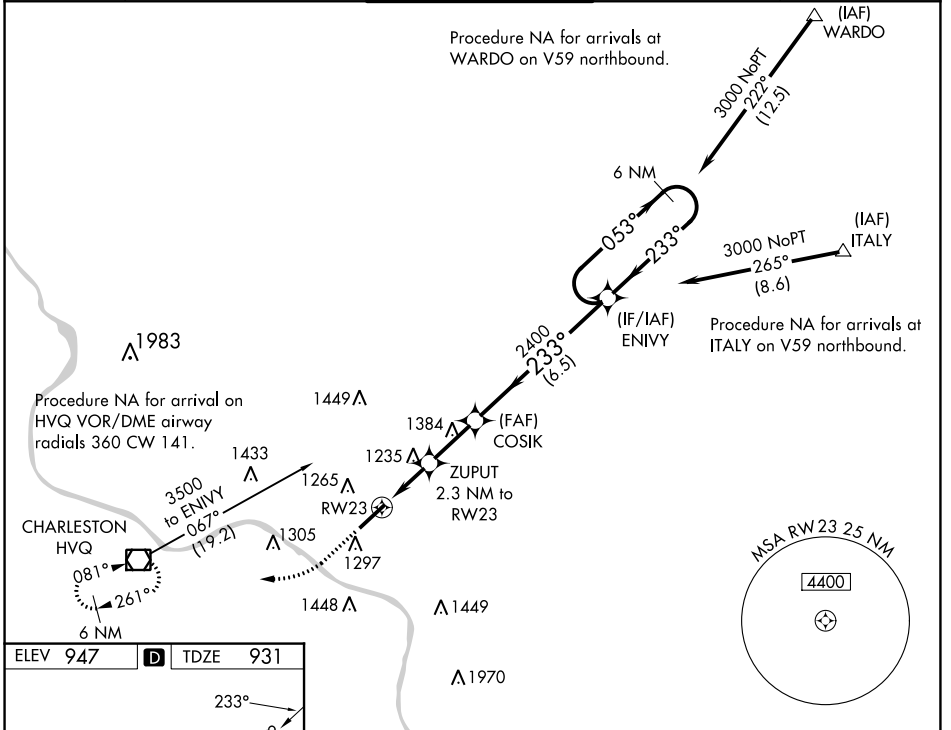 (IAF)
WARDO
Procedure NA for arrivals at
WARDO on V59 northbound.
3000 NoPT
222°
(12.5)
6 NM
053°
233°
(IAF)
ITALY
3000 NoPT
265°
(8.6)
(IF/IAF)
ENIVY
Procedure NA for arrivals at
ITALY on V59 northbound.
2400
233°
(6.5)
1983
Procedure NA for arrival on
HVQ VOR/DME airway
radials 360 CW 141.
1449
1384
(FAF)
COSIK
1235
1433
1265
ZUPUT
2.3 NM to
RW23
RW23
3500
to ENIVY
067°
(19.2)
CHARLESTON
HVQ
1305
1297
081°
261°
6 NM
1448
1449
1970
MSA RW23 25 NM
4400
ELEV 947 D TDZE 931
233°